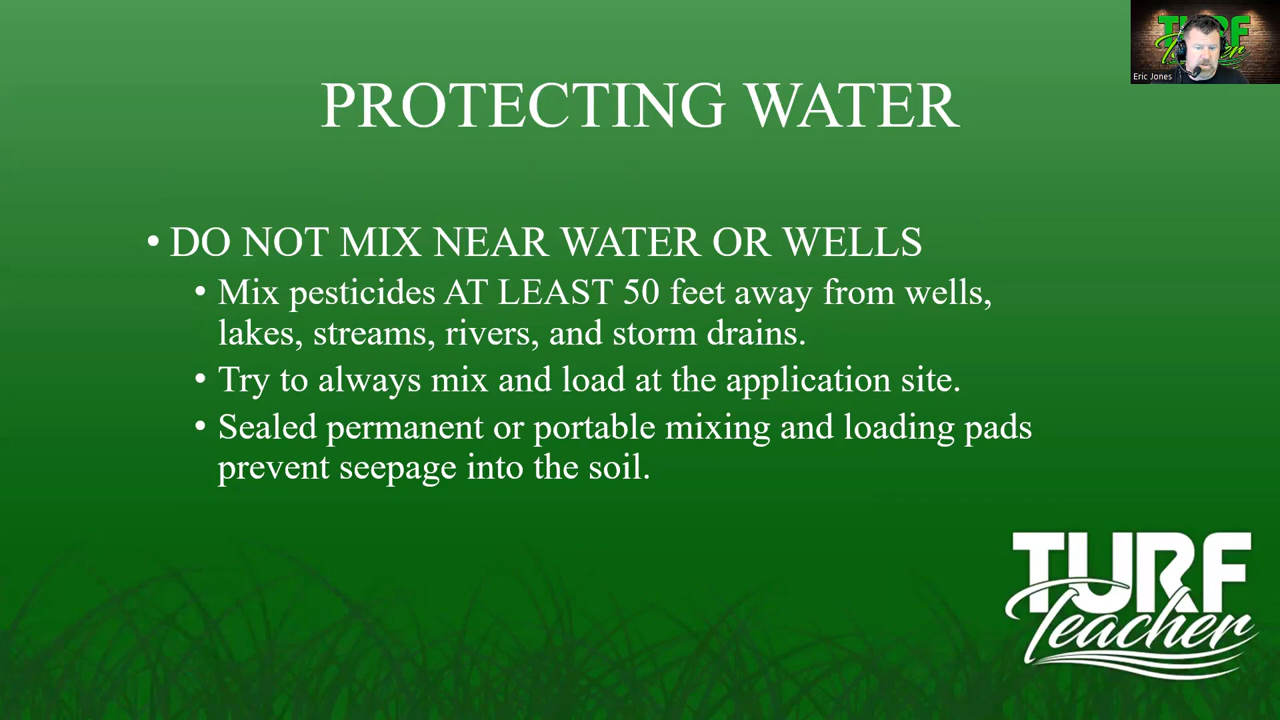 TURF
Teacher
Eric Jones
PROTECTING WATER
• DO NOT MIX NEAR WATER OR WELLS
• Mix pesticides AT LEAST 50 feet away from wells,
lakes, streams, rivers, and storm drains.
• Try to always mix and load at the application site.
• Sealed permanent or portable mixing and loading pads
prevent seepage into the soil.
TURF
Teacher